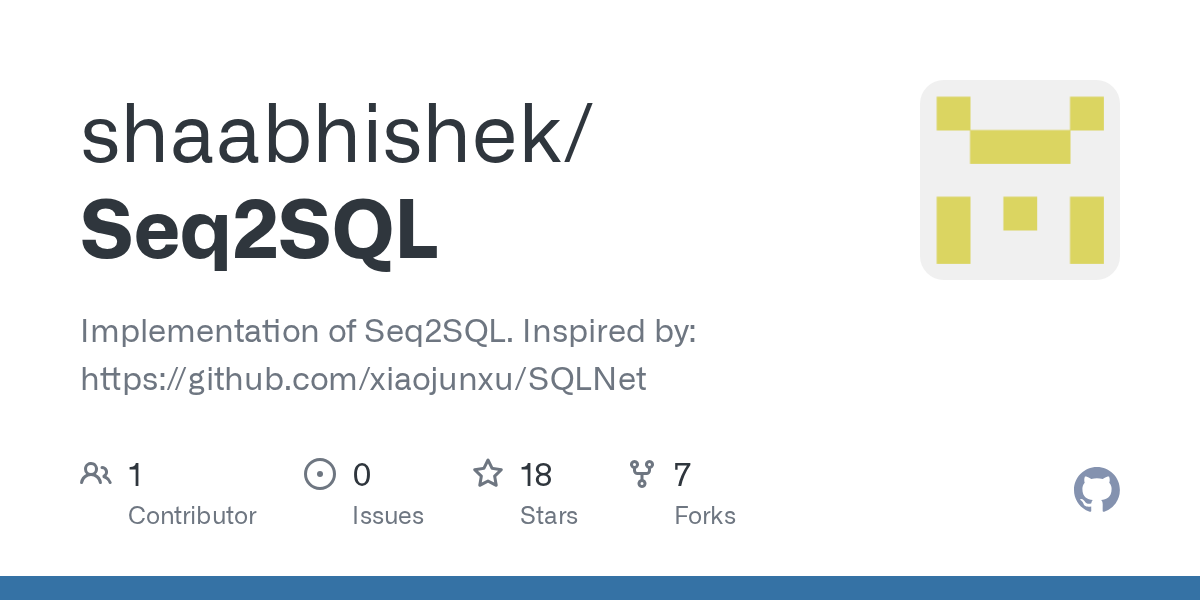 shaabhishek/
Seq2SQL
Implementation of Seq2SQL. Inspired by:
https://github.com/xiaojunxu/SQLNet
1 0 18 7
Contributor Issues Stars Forks